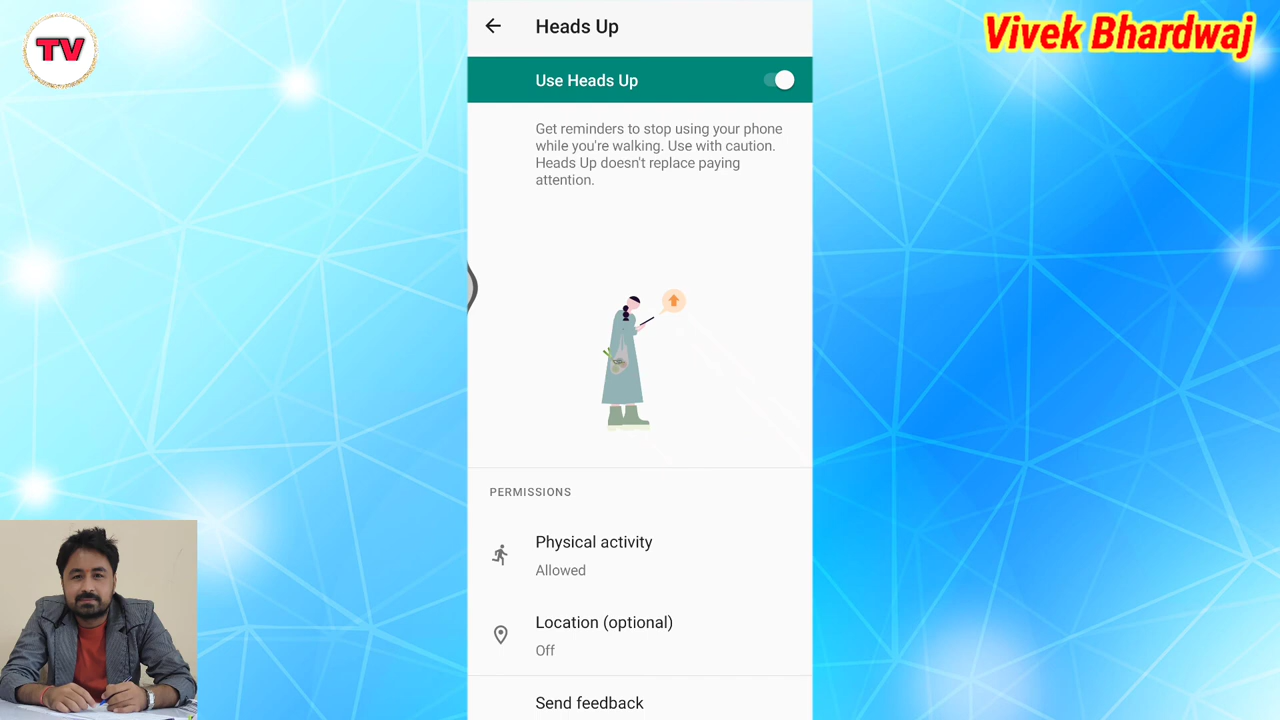 TV
Vivek Bhardwaj
Heads Up
Use Heads Up
Get reminders to stop using your phone
while you're walking. Use with caution.
Heads Up doesn't replace paying
attention.
PERMISSIONS
Physical activity
Allowed
Location (optional)
Off
Send feedback